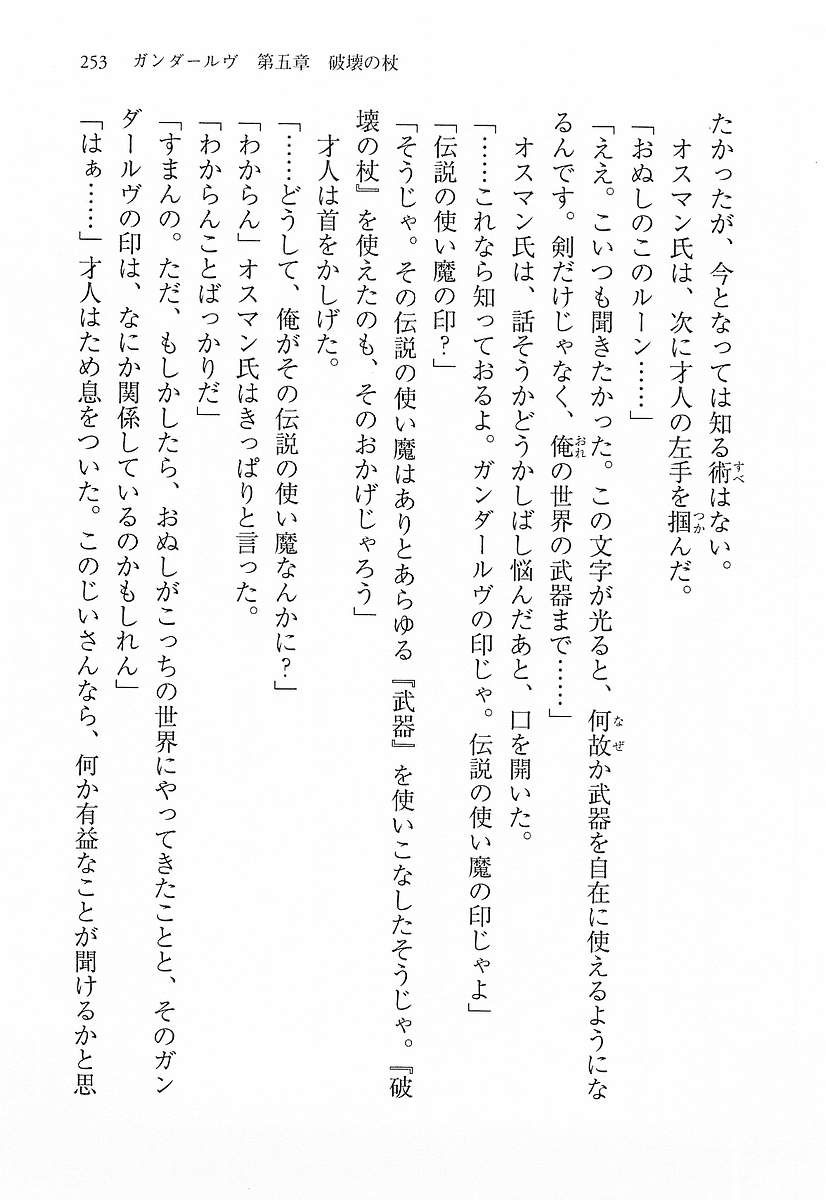 253 ガンダールヴ 第五章 破壊の杖
たかったが、今となっては知る術はない。
オスマン氏は、次に才人の左手を掴んだ。
「おぬしのこのルーン……」
「ええ。こいつも聞きたかった。この文字が光ると、何故か武器を自在に使えるようにな
るんです。剣だけじゃなく、俺の世界の武器まで……」
オスマン氏は、話そうかどうかしばし悩んだあと、口を開いた。
「……これなら知っておるよ。ガンダールヴの印じゃ。伝説の使い魔の印じゃよ」
「伝説の使い魔の印？」
「そうじゃ。その伝説の使い魔はありとあらゆる『武器』を使いこなしたそうじゃ。『破
壊の杖』を使えたのも、そのおかげじゃろう」
才人は首をかしげた。
「……どうして、俺がその伝説の使い魔なんかに？」
「わからん」オスマン氏はきっぱりと言った。
「わからんことばっかりだ」
「すまんの。ただ、もしかしたら、おぬしがこっちの世界にやってきたことと、そのガン
ダールヴの印は、なにか関係しているのかもしれん」
「はぁ……」才人はため息をついた。このじいさんなら、何か有益なことが聞けるかと思